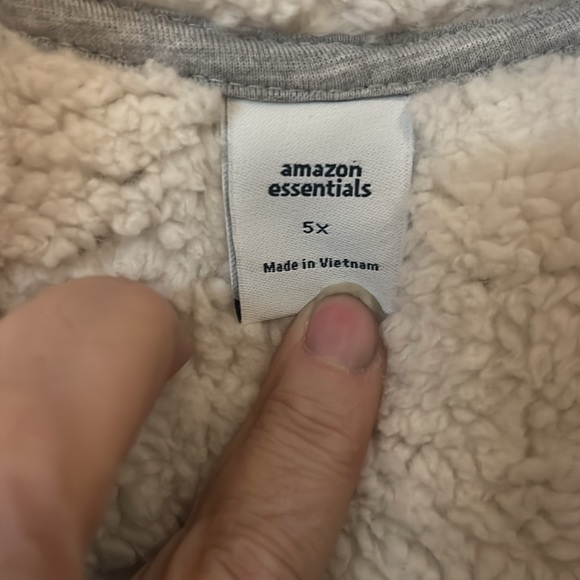 amazon
essentials
5X
Made in Vietnam